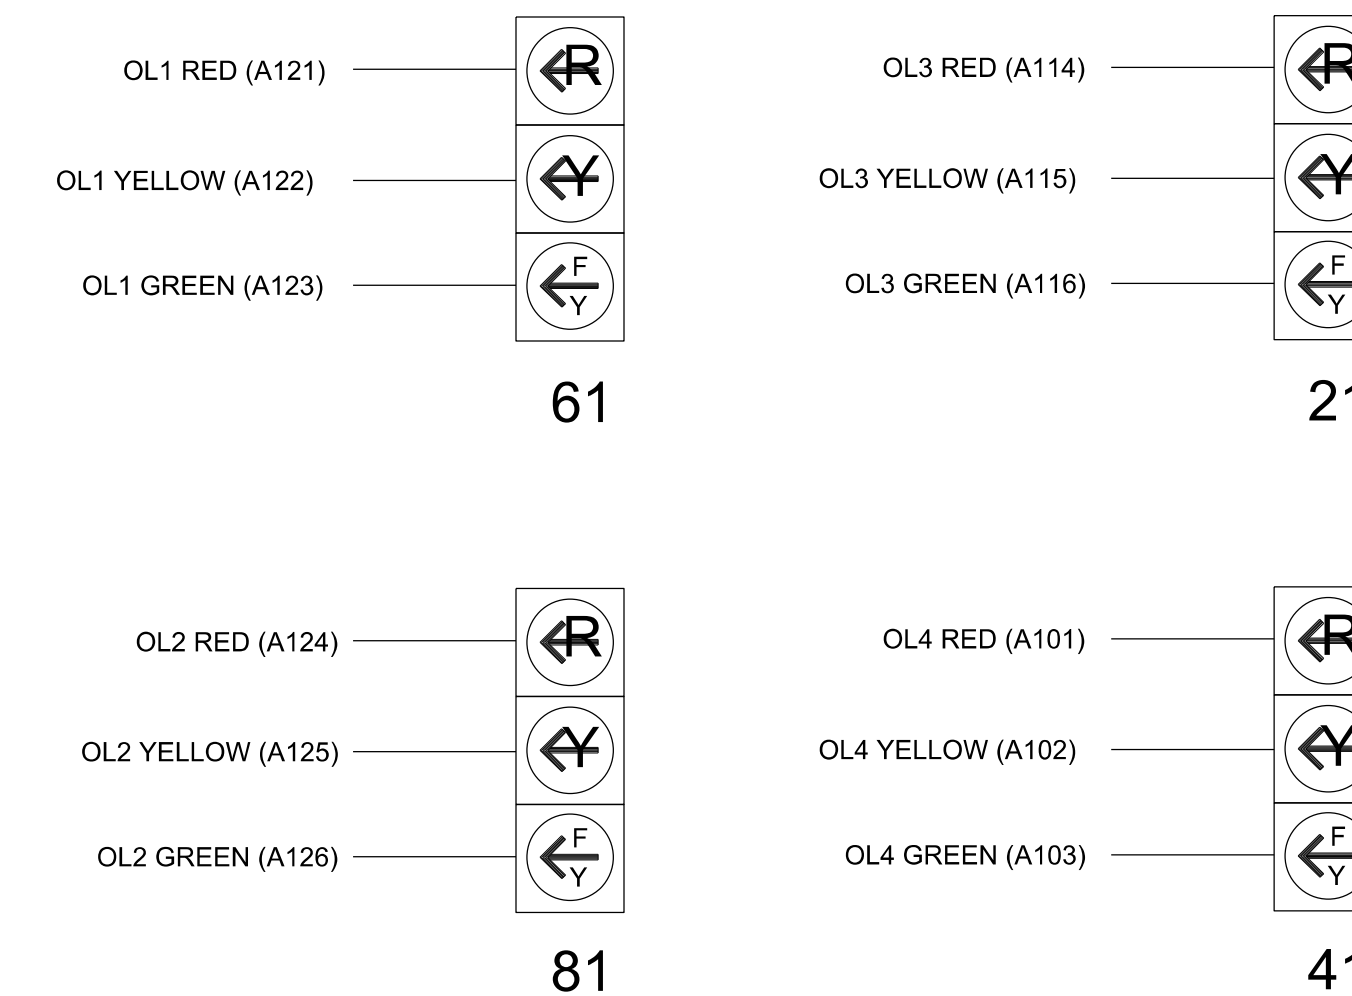 OL1 RED (A121)
R
OL1 YELLOW (A122)
Y
OL1 GREEN (A123)
F
Y
61
OL3 RED (A114)
R
OL3 YELLOW (A115)
Y
OL3 GREEN (A116)
F
Y
21
OL2 RED (A124)
R
OL2 YELLOW (A125)
Y
OL2 GREEN (A126)
F
Y
81
OL4 RED (A101)
R
OL4 YELLOW (A102)
Y
OL4 GREEN (A103)
F
Y
41